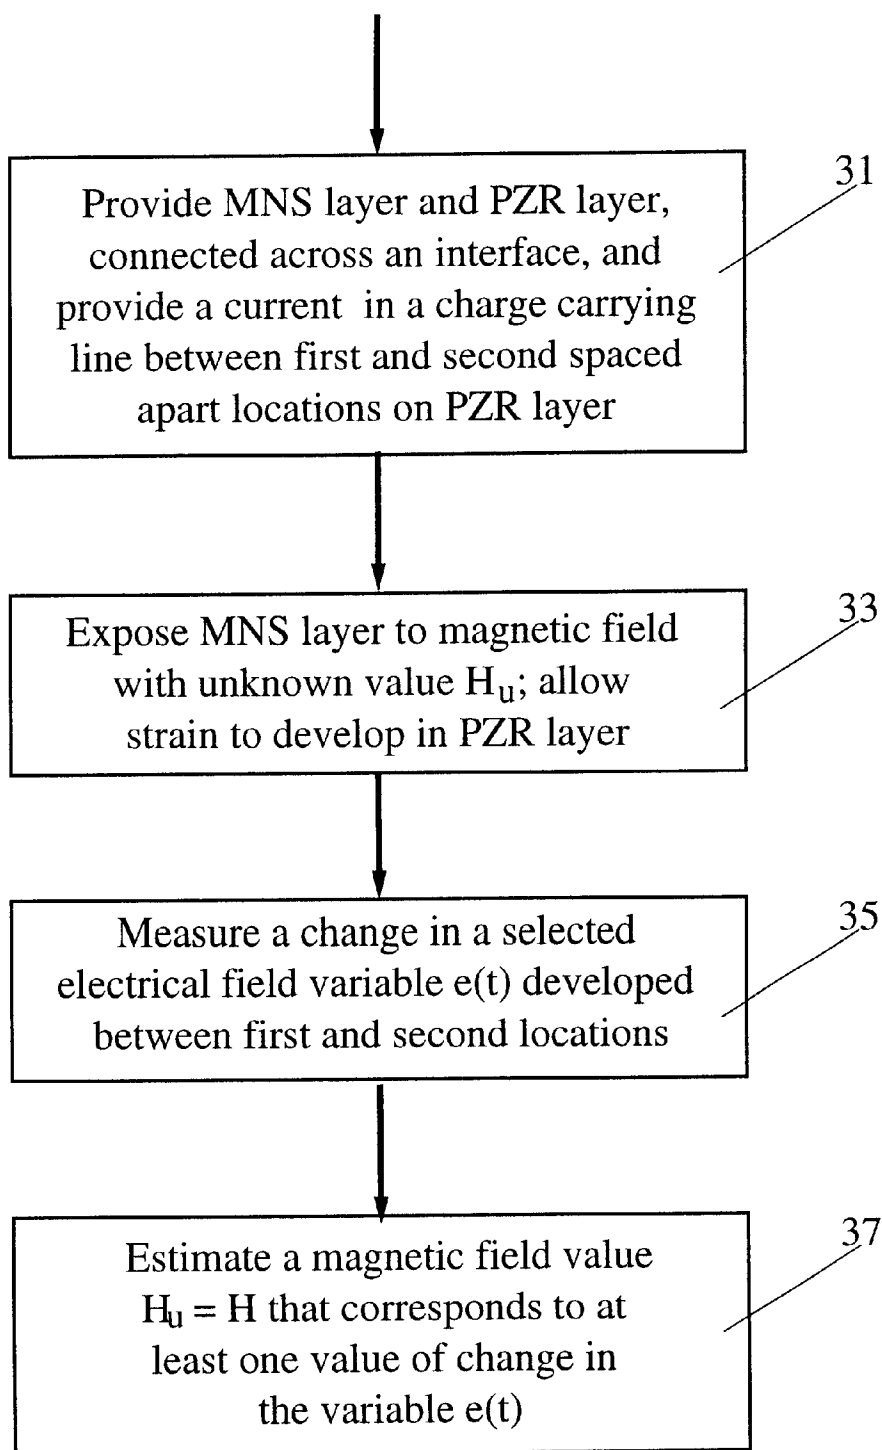 31
Provide MNS layer and PZR layer,
connected across an interface, and
provide a current in a charge carrying
line between first and second spaced
apart locations on PZR layer
33
Expose MNS layer to magnetic field
with unknown value Hu; allow
strain to develop in PZR layer
35
Measure a change in a selected
electrical field variable e(t) developed
between first and second locations
37
Estimate a magnetic field value
Hu = H that corresponds to at
least one value of change in
the variable e(t)